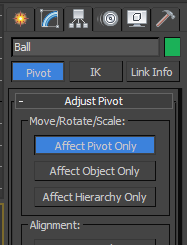 Ball
Pivot IK Link Info
- Adjust Pivot
Move/Rotate/Scale:
Affect Pivot Only
Affect Object Only
Affect Hierarchy Only
Alignment: